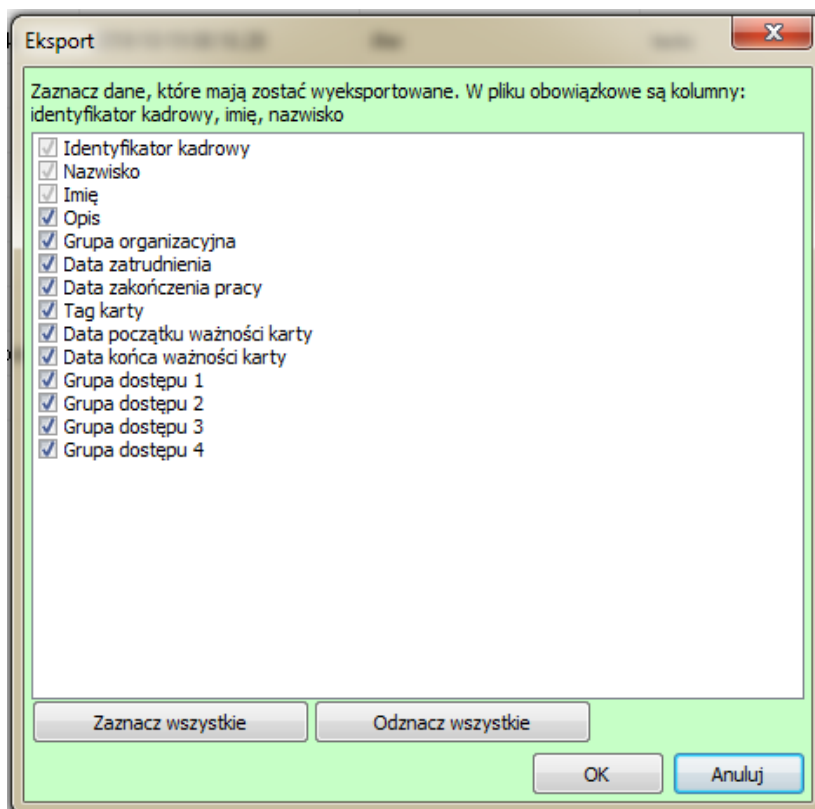 Eksport
Zaznacz dane, które mają zostać wyeksportowane. W pliku obowiązkowe są kolumny:
identyfikator kadrowy, imię, nazwisko
Identyfikator kadrowy
Nazwisko
Imię
Opis
Grupa organizacyjna
Data zatrudnienia
Data zakończenia pracy
Tag karty
Data początku ważności karty
Data końca ważności karty
Grupa dostępu 1
Grupa dostępu 2
Grupa dostępu 3
Grupa dostępu 4
Zaznacz wszystkie
Odznacz wszystkie
OK
Anuluj